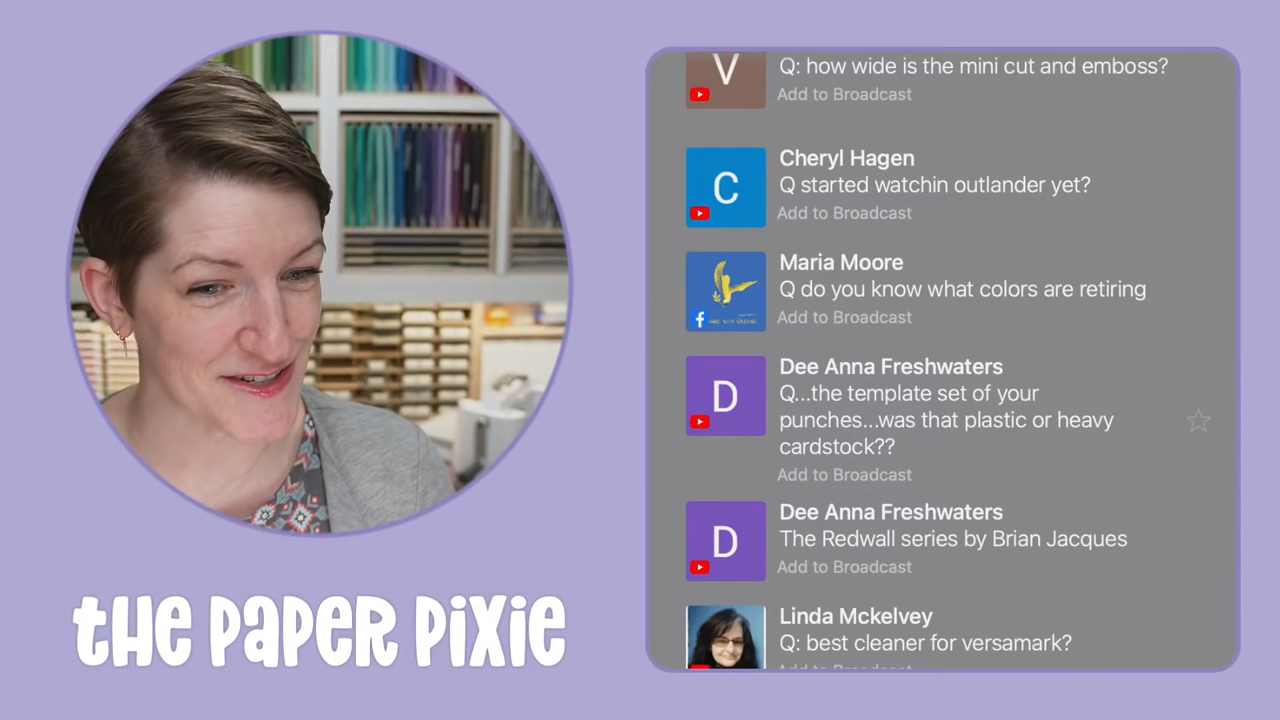 V
Q: how wide is the mini cut and emboss?
Add to Broadcast
C
Cheryl Hagen
Q started watchin outlander yet?
Add to Broadcast
Maria Moore
Q do you know what colors are retiring
Add to Broadcast
D
Dee Anna Freshwaters
Q...the template set of your
punches...was that plastic or heavy
cardstock??
Add to Broadcast
D
Dee Anna Freshwaters
The Redwall series by Brian Jacques
Add to Broadcast
Linda Mckelvey
Q: best cleaner for versamark?
Add to Broadcast
the PAPER PIXIE